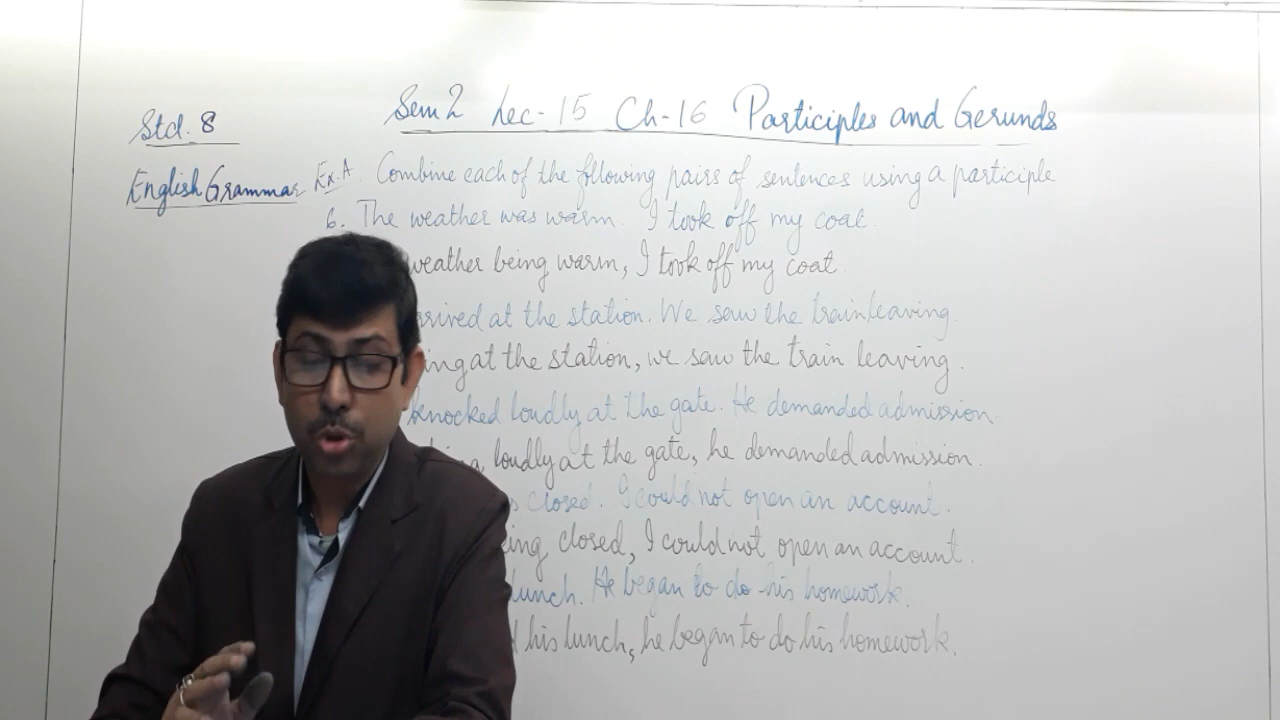 Sem 2 Lec-15 Ch-16 Participles and Gerunds
Std. 8
English Grammar
Ex. A. Combine each of the following pairs of sentences using a participle
6. The weather was warm. I took off my coat.
weather being warm, I took off my coat.
arrived at the station. We saw the train leaving.
ing at the station, we saw the train leaving.
knocked loudly at the gate. He demanded admission.
loudly at the gate, he demanded admission.
closed. I could not open an account.
eing closed, I could not open an account.
lunch. He began to do his homework.
his lunch, he began to do his homework.